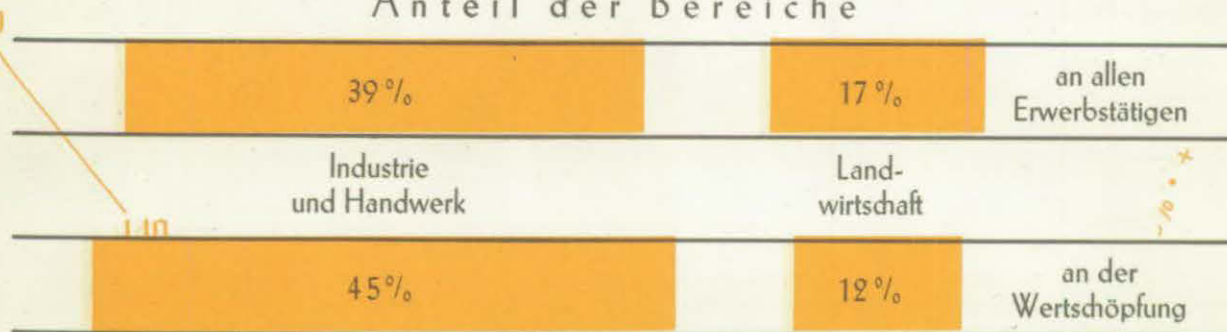 Anteil der Bereiche
39 %
17 %
an allen
Erwerbstätigen
Industrie
und Handwerk
Land-
wirtschaft
45 %
12 %
an der
Wertschöpfung